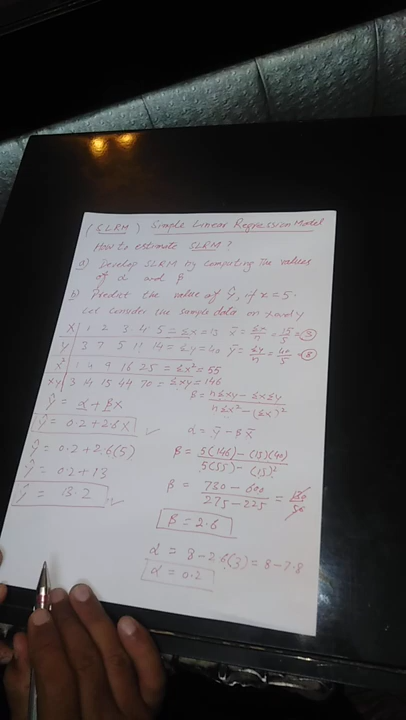 (SLRM) Simple Linear Regression Model
How to estimate SLRM?
a) Develop SLRM by computing the values
of α and β
b) Predict the value of Ŷ, if x = 5.
Let consider the sample data on x and y
X 1 2 3 4 5 = Σx = 15 x̄ = Σx/n = 15/5 = 3
Y 3 7 5 11 14 = Σy = 40 ȳ = Σy/n = 40/5 = 8
X² 1 4 9 16 25 = Σx² = 55
XY 3 14 15 44 70 = Σxy = 146
Ŷ = α + βX
β = nΣxy - ΣxΣy / nΣx² - (Σx)²
Ŷ = 0.2 + 2.6X
α = Ȳ - βX̄
Ŷ = 0.2 + 2.6(5)
β = 5(146) - (15)(40) / 5(55) - (15)²
Ŷ = 0.2 + 13
β = 730 - 600 / 275 - 225 = 130/50
Ŷ = 13.2
β = 2.6
α = 8 - 2.6(3) = 8 - 7.8
α = 0.2